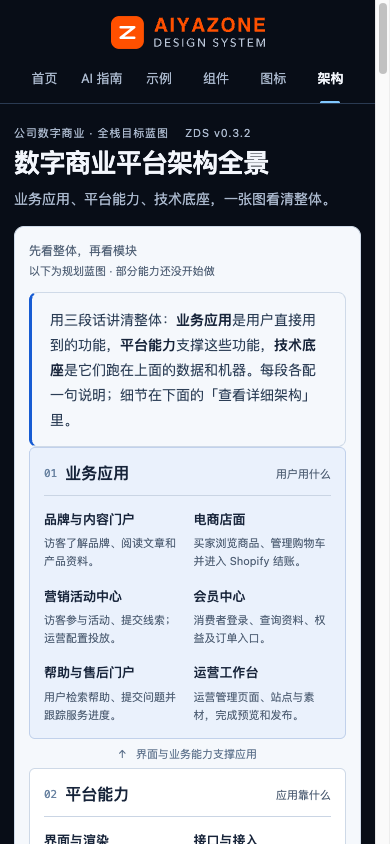 AIYAZONE
DESIGN SYSTEM
首页 AI 指南 示例 组件 图标 架构
公司数字商业 · 全栈目标蓝图 ZDS v0.3.2
数字商业平台架构全景
业务应用、平台能力、技术底座，一张图看清整体。
先看整体，再看模块
以下为规划蓝图 · 部分能力还没开始做
用三段话讲清整体：业务应用是用户直接用
到的功能，平台能力支撑这些功能，技术底
座是它们跑在上面的数据和机器。每段各配
一句说明；细节在下面的「查看详细架构」
里。
01 业务应用 用户用什么
品牌与内容门户 电商店面
访客了解品牌、阅读文章和 买家浏览商品、管理购物车
产品资料。 并进入 Shopify 结账。
营销活动中心 会员中心
访客参与活动、提交线索； 消费者登录、查询资料、权
运营配置投放。 益及订单入口。
帮助与售后门户 运营工作台
用户检索帮助、提交问题并 运营管理页面、站点与素
跟踪服务进度。 材，完成预览和发布。
↑ 界面与业务能力支撑应用
02 平台能力 应用靠什么
界面与渲染 接口与接入